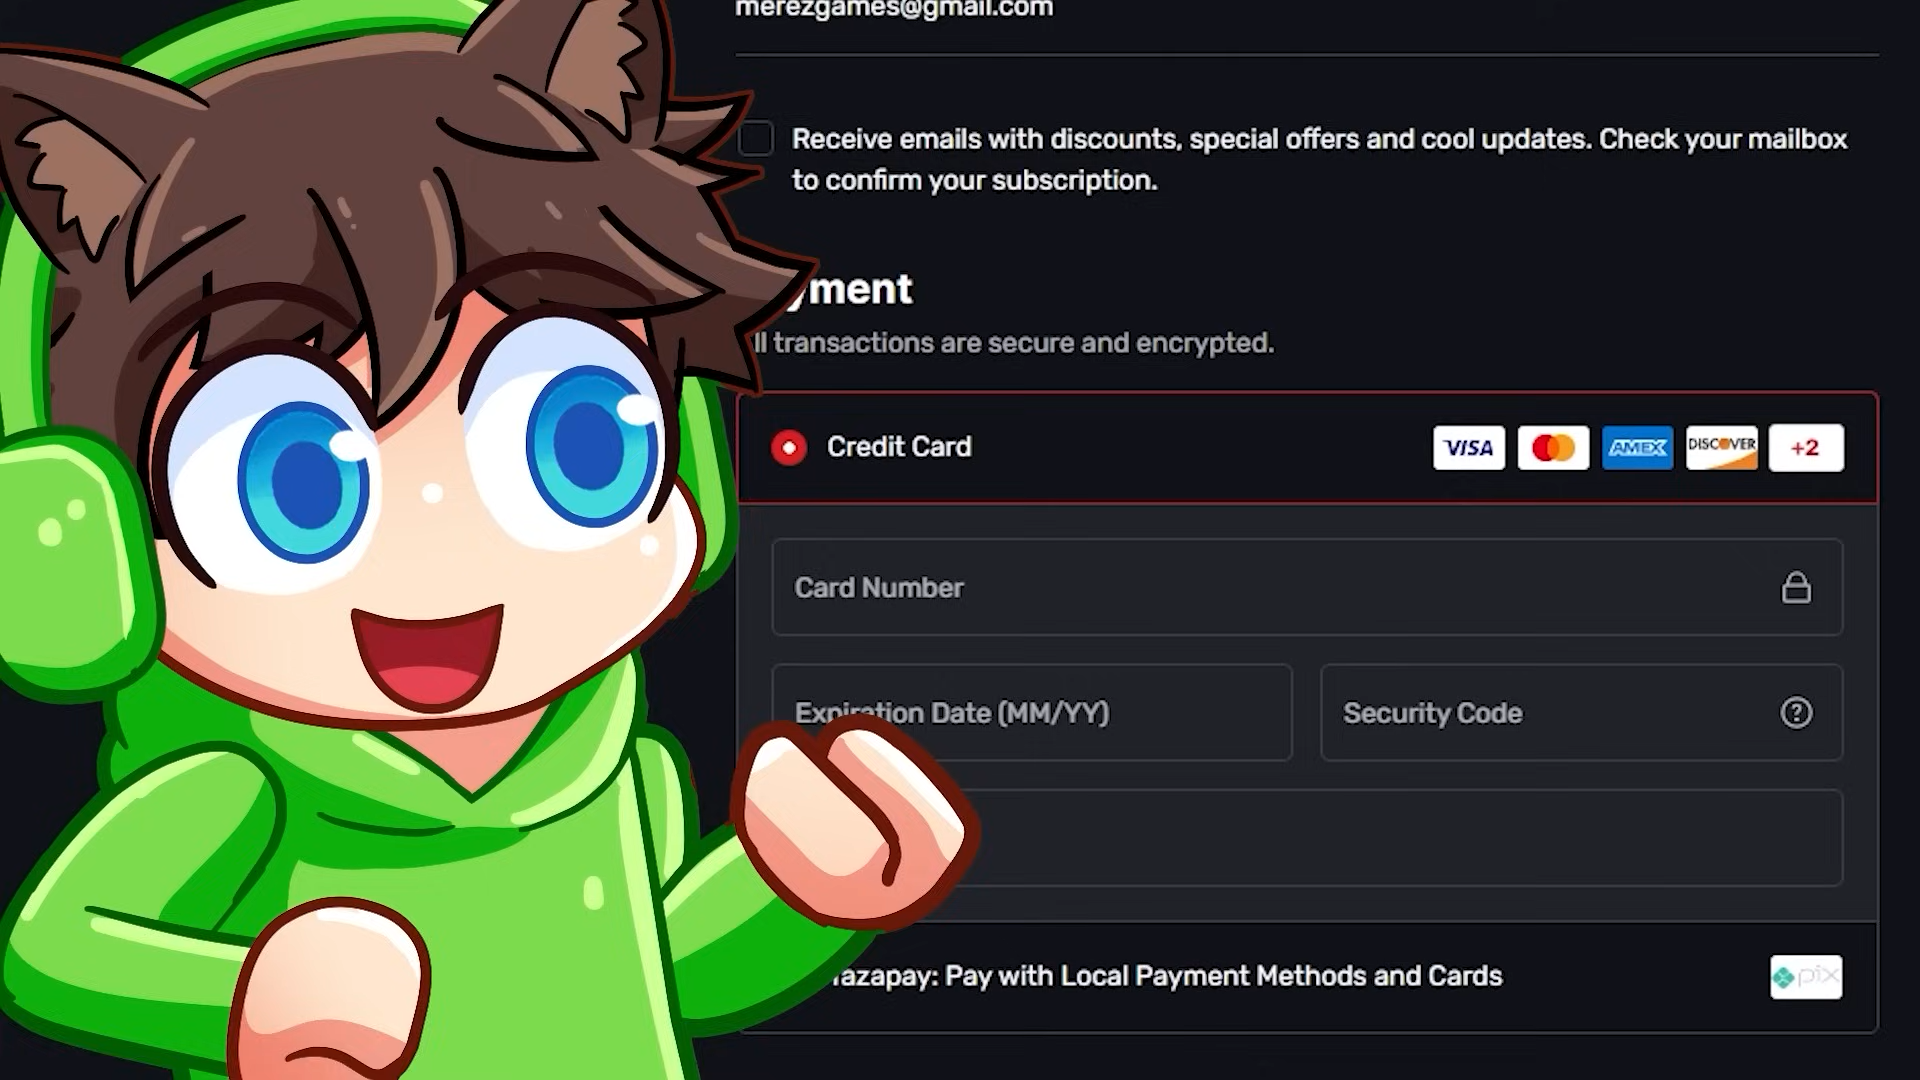 merezgames@gmail.com
Receive emails with discounts, special offers and cool updates. Check your mailbox
to confirm your subscription.
yment
ll transactions are secure and encrypted.
Credit Card
VISA
AMEX
DISCOVER
+2
Card Number
Expiration Date (MM/YY)
Security Code
azapay: Pay with Local Payment Methods and Cards
pix